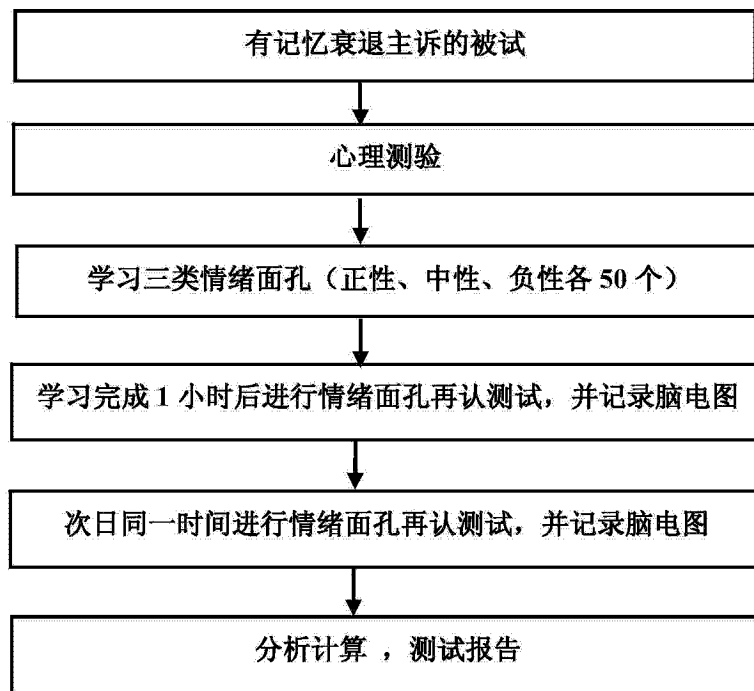 有记忆衰退主诉的被试
心理测验
学习三类情绪面孔（正性、中性、负性各 50 个）
学习完成 1 小时后进行情绪面孔再认测试，并记录脑电图
次日同一时间进行情绪面孔再认测试，并记录脑电图
分析计算 ，测试报告